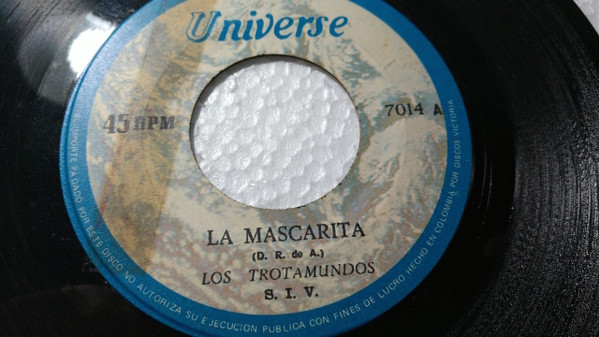 Universe
45 RPM
7014 A
LA MASCARITA
(D. R. de A.)
LOS TROTAMUNDOS
S. I. V.
IMPORTE PAGADO POR ESTE DISCO NO AUTORIZA SU EJECUCION PUBLICA CON FINES DE LUCRO HECHO EN COLOMBIA POR DISCOS VICTORIA